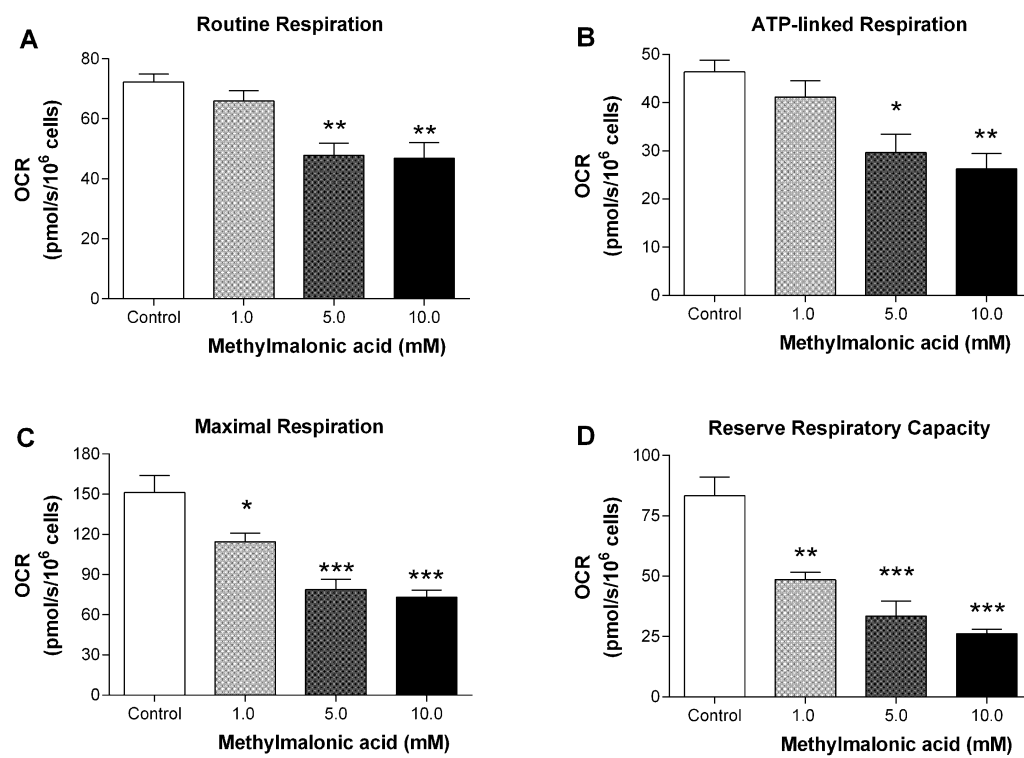 A
Routine Respiration
OCR
(pmol/s/10⁶ cells)
80
60
40
20
0
**
**
Control 1.0 5.0 10.0
Methylmalonic acid (mM)
B
ATP-linked Respiration
OCR
(pmol/s/10⁶ cells)
50
40
30
20
10
0
*
**
Control 1.0 5.0 10.0
Methylmalonic acid (mM)
C
Maximal Respiration
OCR
(pmol/s/10⁶ cells)
180
150
120
90
60
30
0
*
***
***
Control 1.0 5.0 10.0
Methylmalonic acid (mM)
D
Reserve Respiratory Capacity
OCR
(pmol/s/10⁶ cells)
100
75
50
25
0
**
***
***
Control 1.0 5.0 10.0
Methylmalonic acid (mM)